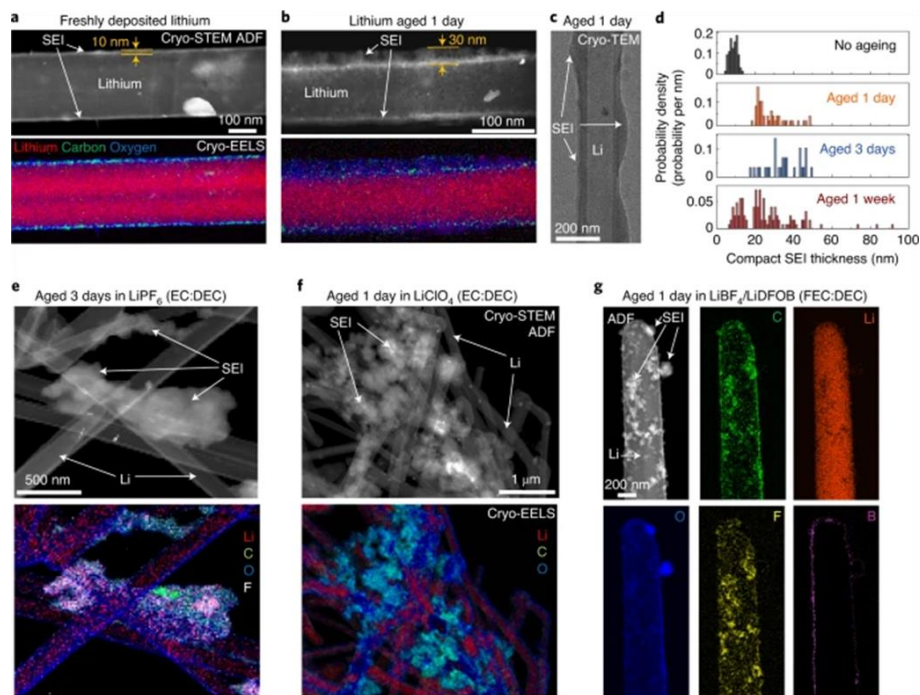 a Freshly deposited lithium
SEI 10 nm Cryo-STEM ADF
Lithium
100 nm
Lithium Carbon Oxygen Cryo-EELS
b Lithium aged 1 day
SEI 30 nm
Lithium
100 nm
c Aged 1 day
Cryo-TEM
SEI
Li
200 nm
d
Probability density
(probability per nm)
0.2
0.1
0
No ageing
0.1
0
Aged 1 day
0.1
0
Aged 3 days
0.05
0
Aged 1 week
0 20 40 60 80 100
Compact SEI thickness (nm)
e Aged 3 days in LiPF6 (EC:DEC)
SEI
Li
500 nm
Li
C
O
F
f Aged 1 day in LiClO4 (EC:DEC)
Cryo-STEM
ADF
SEI
Li
1 μm
Cryo-EELS
Li
C
O
g Aged 1 day in LiBF4/LiDFOB (FEC:DEC)
ADF SEI
Li
200 nm
C
Li
O
F
B